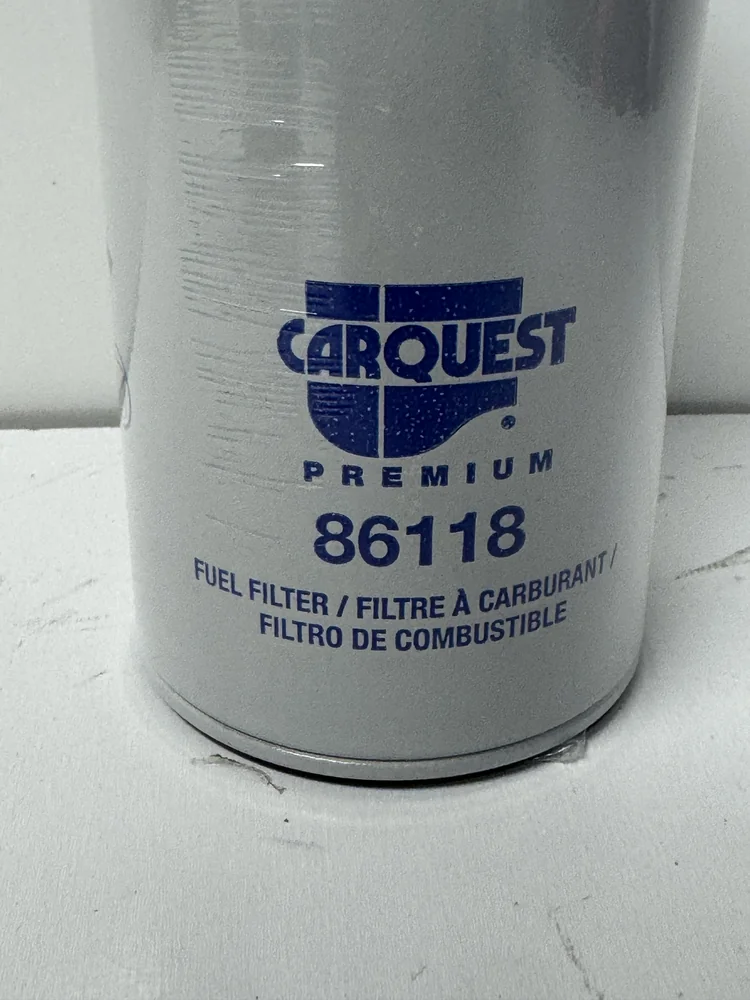 CARQUEST
®
PREMIUM
86118
FUEL FILTER / FILTRE À CARBURANT /
FILTRO DE COMBUSTIBLE